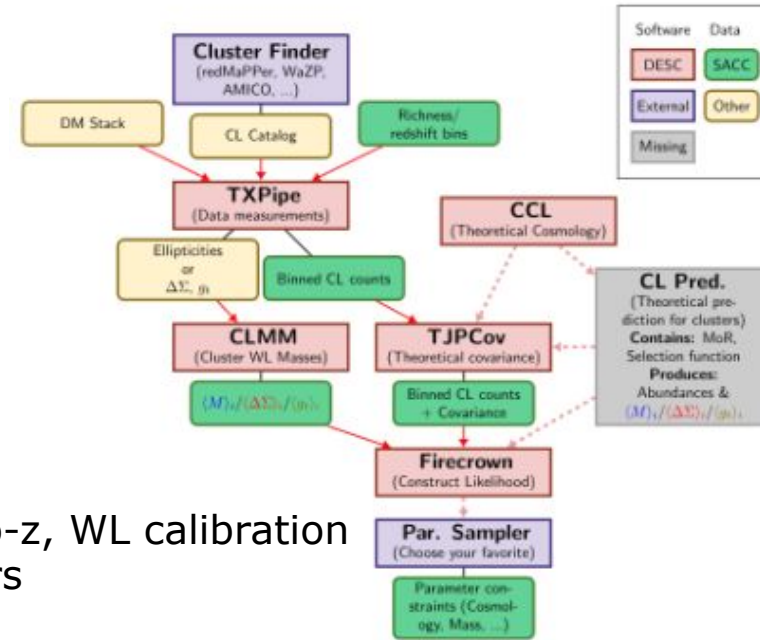 Software Data
DESC SACC
External Other
Missing
Cluster Finder
(redMaPPer, WaZP,
AMICO, ...)
DM Stack
CL Catalog
Richness/
redshift bins
TXPipe
(Data measurements)
CCL
(Theoretical Cosmology)
Ellipticities
or
ΔΣ, gₜ
Binned CL counts
CL Pred.
(Theoretical pre-
diction for clusters)
Contains: MoR,
Selection function
Produces:
Abundances &
⟨M⟩ᵢ/⟨ΔΣ⟩ᵢ/⟨gₜ⟩ᵢ
CLMM
(Cluster WL Masses)
TJPCov
(Theoretical covariance)
⟨M⟩ᵢ/⟨ΔΣ⟩ᵢ/⟨gₜ⟩ᵢ
Binned CL counts
+ Covariance
Firecrown
(Construct Likelihood)
-z, WL calibration
rs
Par. Sampler
(Choose your favorite)
Parameter con-
straints (Cosmol-
ogy, Mass, ...)